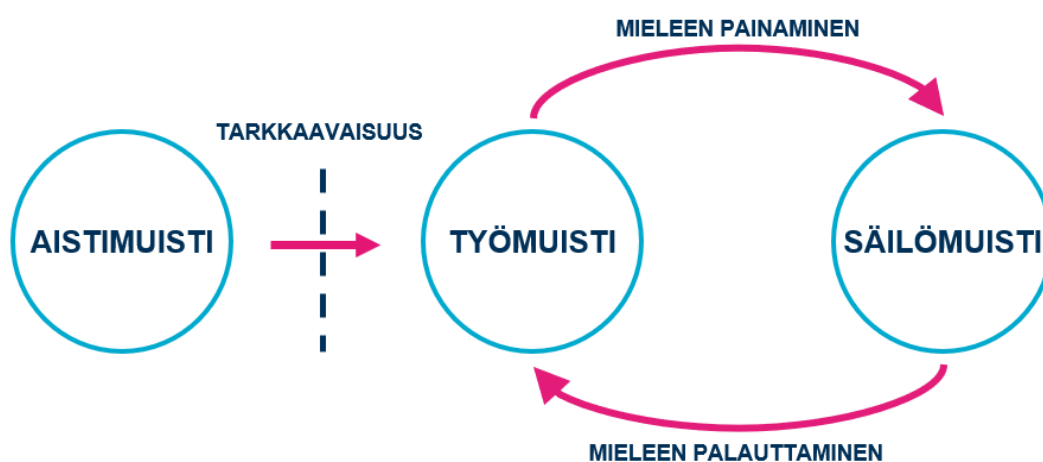 MIELEEN PAINAMINEN
TARKKAAVAISUUS
AISTIMUISTI
TYÖMUISTI
SÄILÖMUISTI
MIELEEN PALAUTTAMINEN